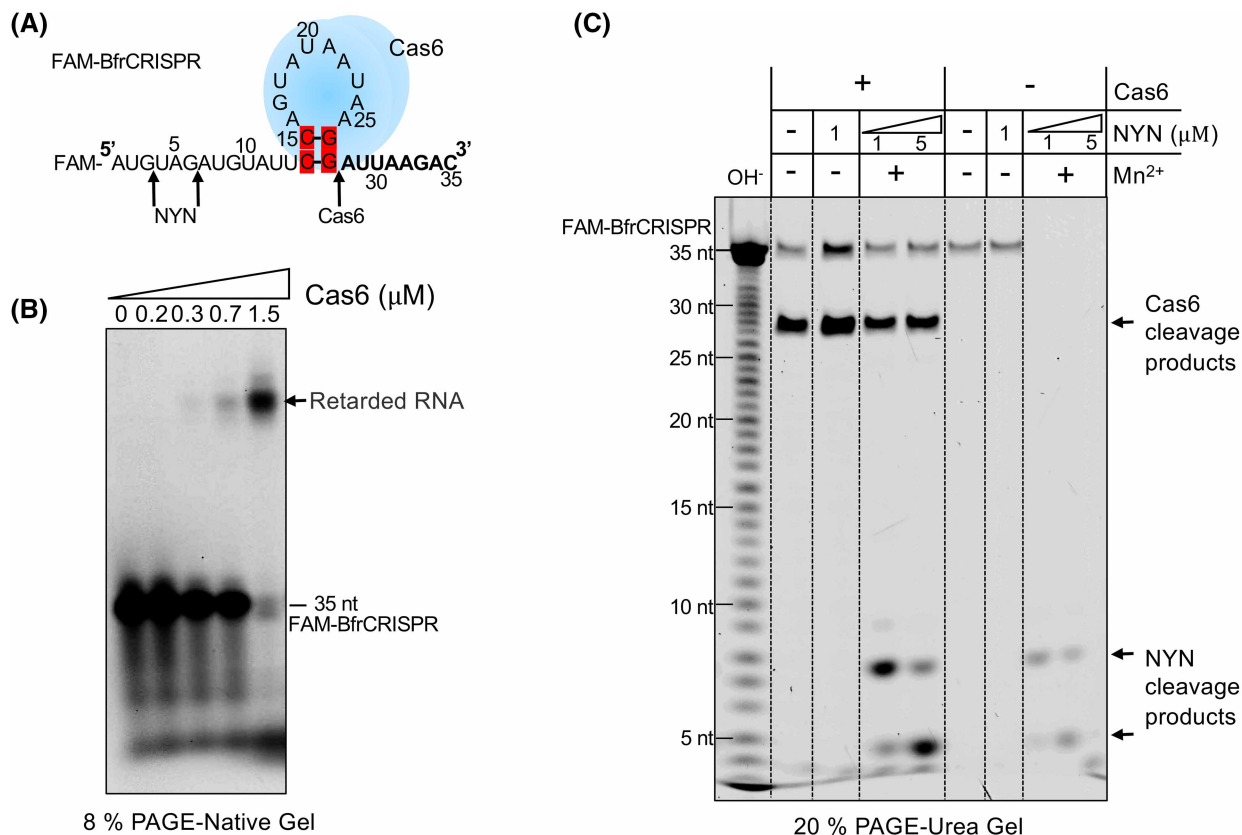 (A)
FAM-BfrCRISPR
Cas6
20
A U A A
U U
G A
A A 25
15 C-G
5' 5 10 3'
FAM- AUGUAGAUGUAUU C-G AUUAAGAC
30 35
NYN Cas6
(B)
Cas6 (μM)
0 0.2 0.3 0.7 1.5
Retarded RNA
35 nt
FAM-BfrCRISPR
8 % PAGE-Native Gel
(C)
+ - Cas6
- 1 1 5 - 1 1 5 NYN (μM)
OH⁻ - - + - - + Mn²⁺
FAM-BfrCRISPR
35 nt
30 nt
25 nt
20 nt
15 nt
10 nt
5 nt
Cas6
cleavage
products
NYN
cleavage
products
20 % PAGE-Urea Gel